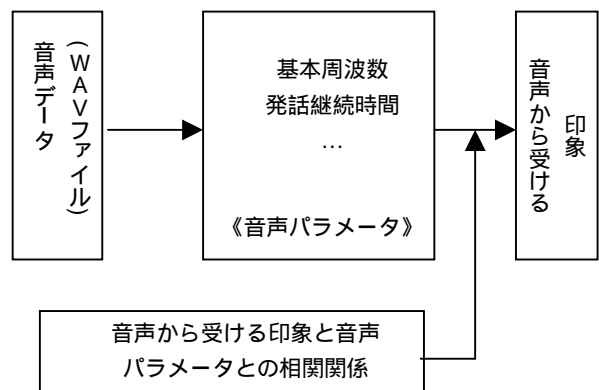 音声データ
(WAVファイル)
基本周波数
発話継続時間
…
《音声パラメータ》
音声から受ける
印象
音声から受ける印象と音声
パラメータとの相関関係